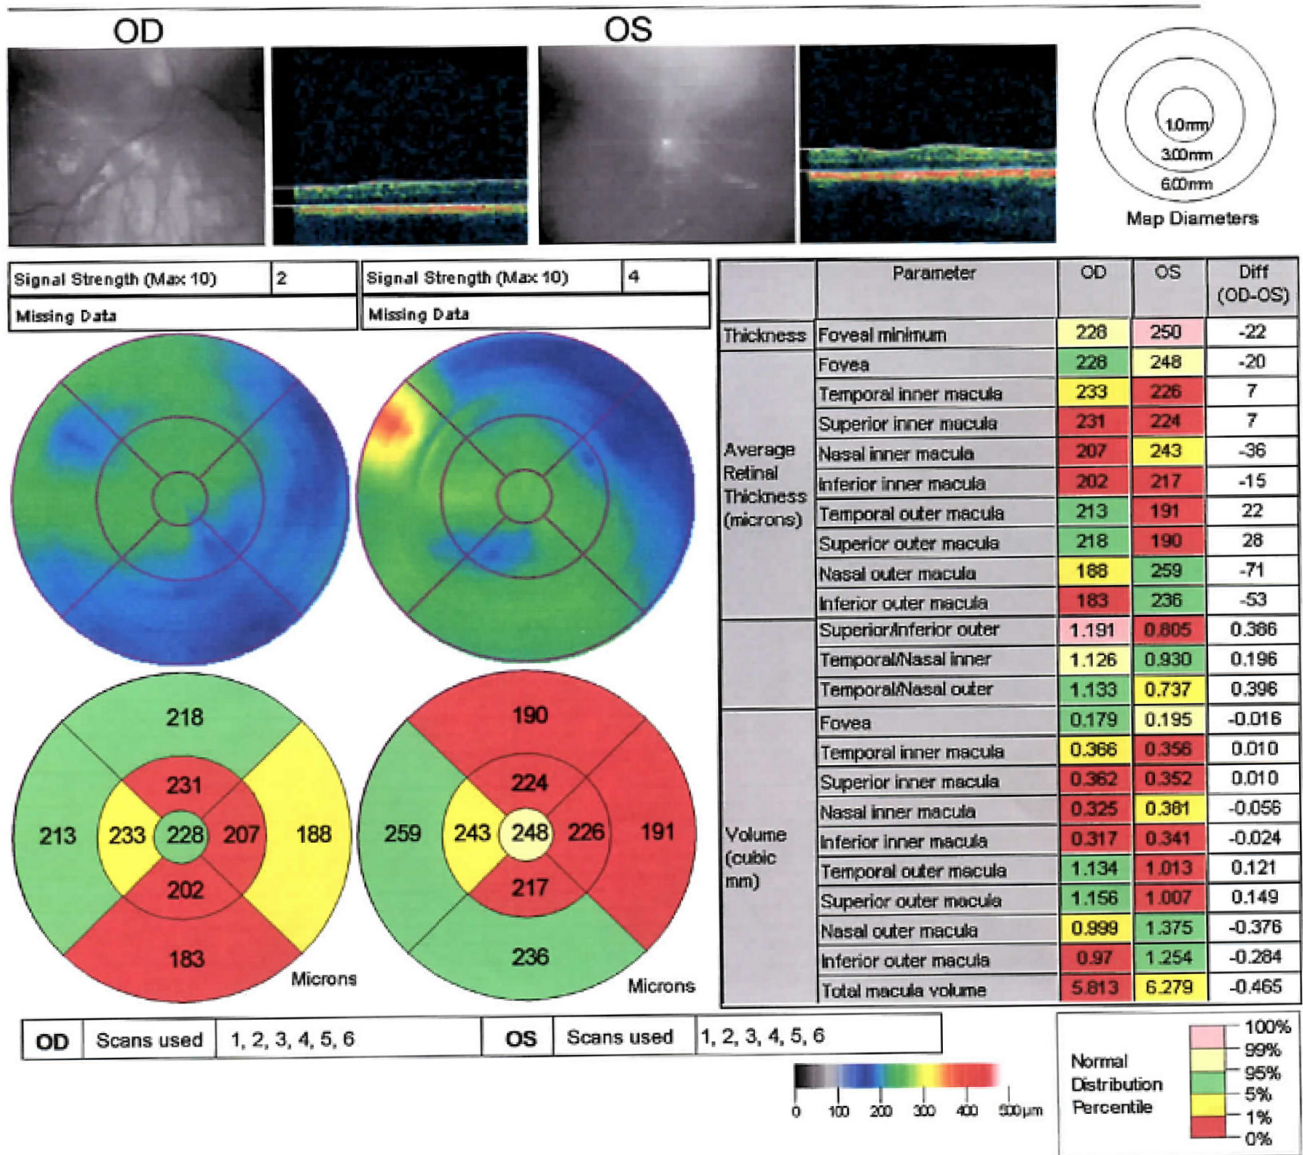 OD OS
1.0mm
3.00mm
6.00mm
Map Diameters
Signal Strength (Max 10) 2 Signal Strength (Max 10) 4
Missing Data Missing Data
Parameter OD OS Diff (OD-OS)
Thickness Foveal minimum 228 250 -22
Average Retinal Thickness (microns)
Fovea 228 248 -20
Temporal inner macula 233 226 7
Superior inner macula 231 224 7
Nasal inner macula 207 243 -36
Inferior inner macula 202 217 -15
Temporal outer macula 213 191 22
Superior outer macula 218 190 28
Nasal outer macula 188 259 -71
Inferior outer macula 183 236 -53
Superior/Inferior outer 1.191 0.805 0.386
Temporal/Nasal inner 1.126 0.930 0.196
Temporal/Nasal outer 1.133 0.737 0.396
Volume (cubic mm)
Fovea 0.179 0.195 -0.016
Temporal inner macula 0.366 0.356 0.010
Superior inner macula 0.362 0.352 0.010
Nasal inner macula 0.325 0.381 -0.056
Inferior inner macula 0.317 0.341 -0.024
Temporal outer macula 1.134 1.013 0.121
Superior outer macula 1.156 1.007 0.149
Nasal outer macula 0.999 1.375 -0.376
Inferior outer macula 0.97 1.254 -0.284
Total macula volume 5.813 6.279 -0.465
218
231
213 233 228 207 188
202
183
Microns
190
224
259 243 248 226 191
217
236
Microns
OD Scans used 1, 2, 3, 4, 5, 6 OS Scans used 1, 2, 3, 4, 5, 6
0 100 200 300 400 500 µm
Normal Distribution Percentile
100%
99%
95%
5%
1%
0%